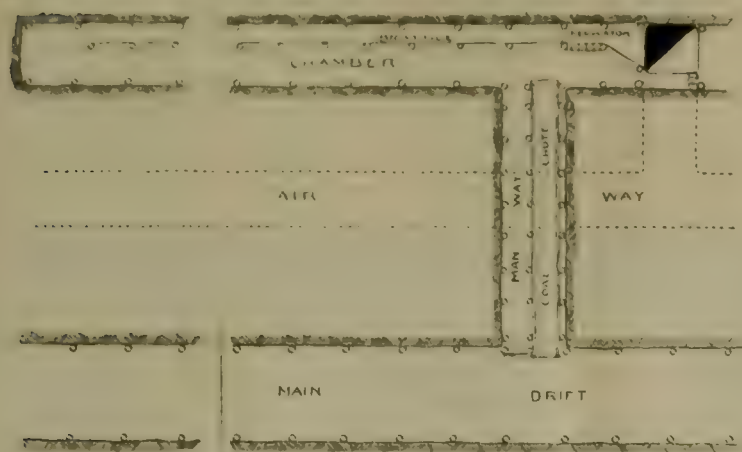 CHAMBER
AIR WAY
MAN WAY
COAL CHUTE
MAIN DRIFT